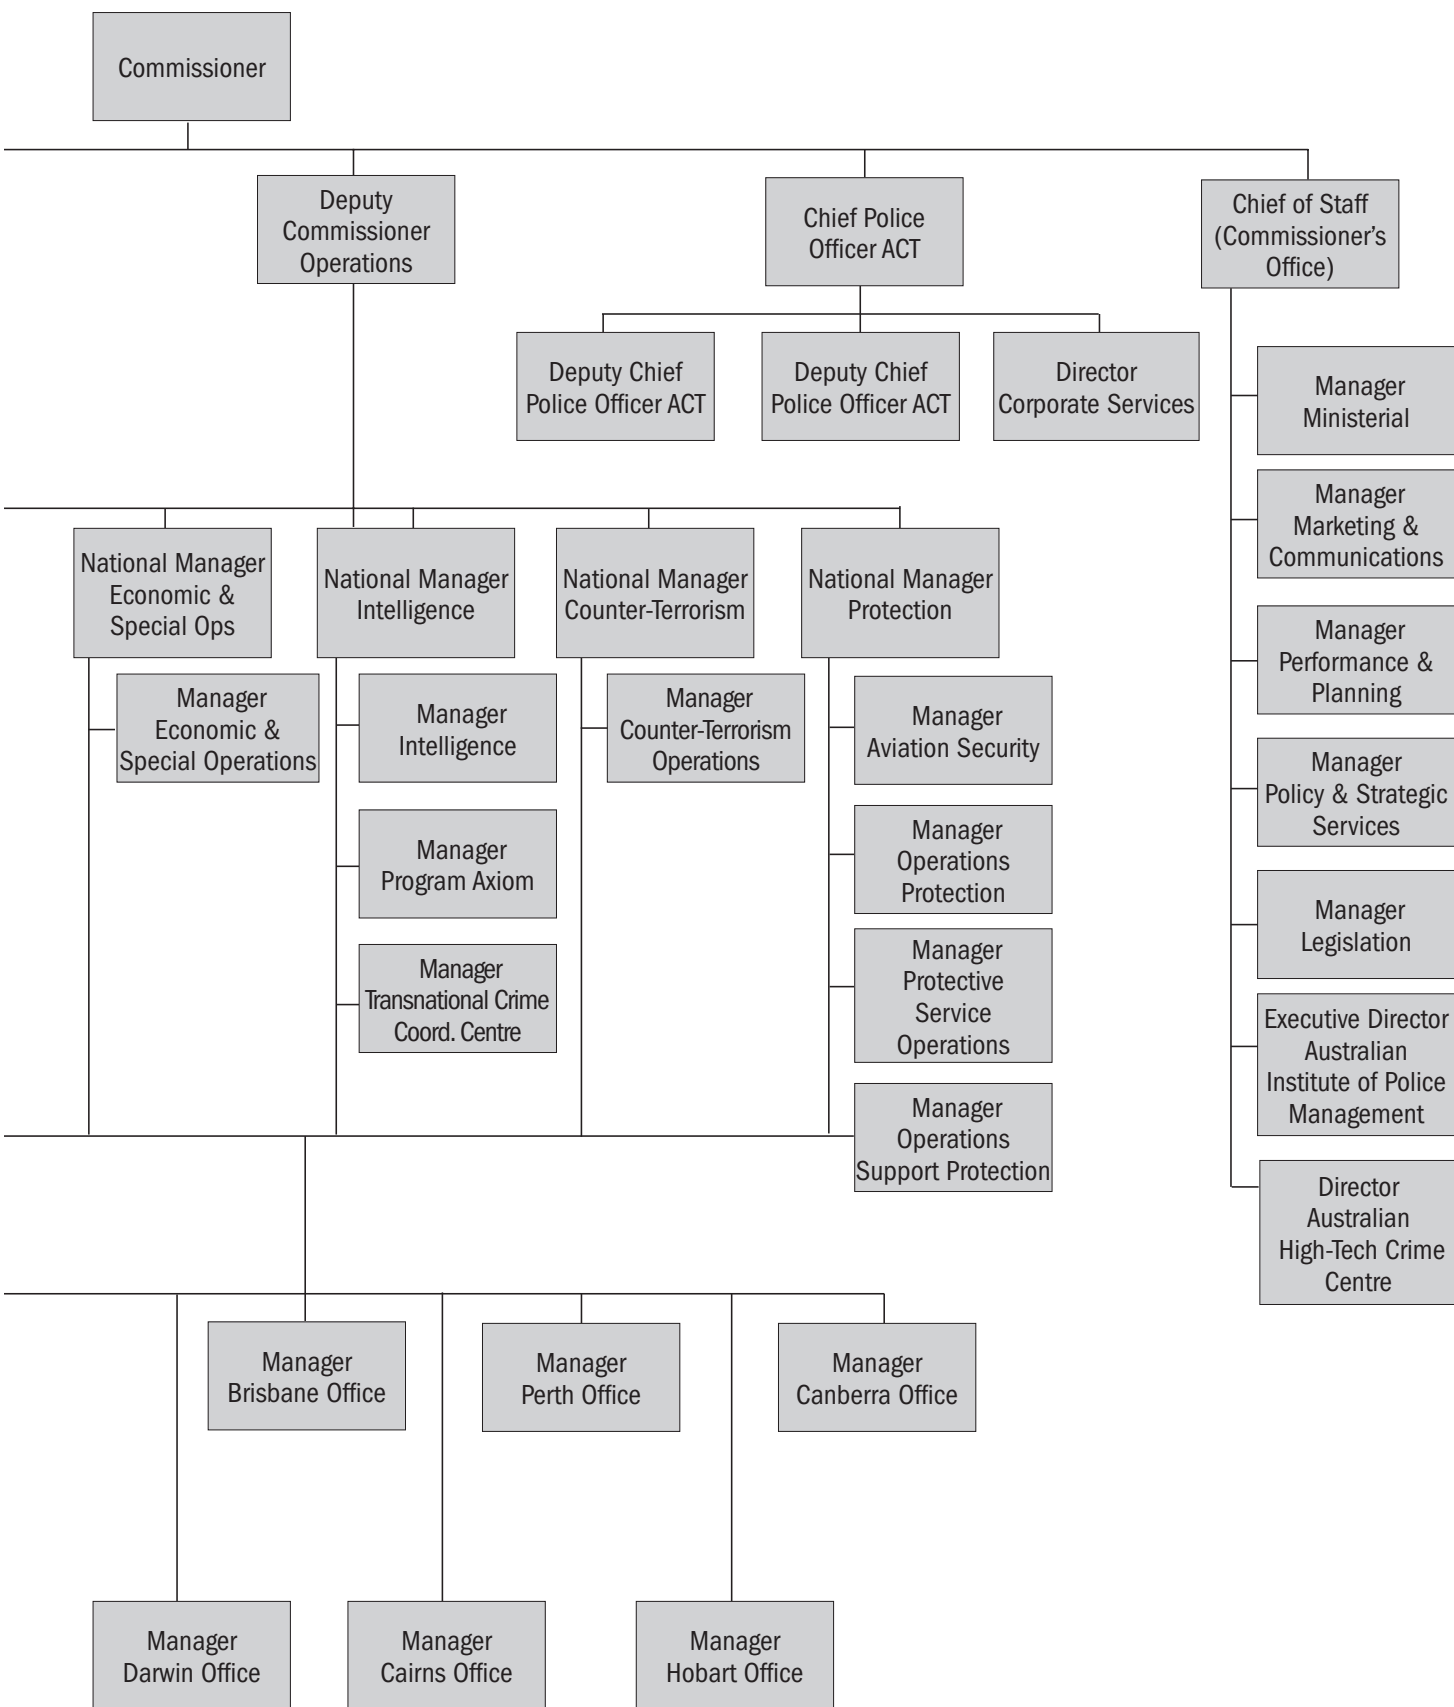 Commissioner
Deputy
Commissioner
Operations
Chief Police
Officer ACT
Chief of Staff
(Commissioner’s
Office)
Deputy Chief
Police Officer ACT
Deputy Chief
Police Officer ACT
Director
Corporate Services
Manager
Ministerial
Manager
Marketing &
Communications
Manager
Performance &
Planning
Manager
Policy & Strategic
Services
Manager
Legislation
Executive Director
Australian
Institute of Police
Management
Director
Australian
High-Tech Crime
Centre
National Manager
Economic &
Special Ops
National Manager
Intelligence
National Manager
Counter-Terrorism
National Manager
Protection
Manager
Economic &
Special Operations
Manager
Intelligence
Manager
Program Axiom
Manager
Transnational Crime
Coord. Centre
Manager
Counter-Terrorism
Operations
Manager
Aviation Security
Manager
Operations
Protection
Manager
Protective
Service
Operations
Manager
Operations
Support Protection
Manager
Brisbane Office
Manager
Perth Office
Manager
Canberra Office
Manager
Darwin Office
Manager
Cairns Office
Manager
Hobart Office